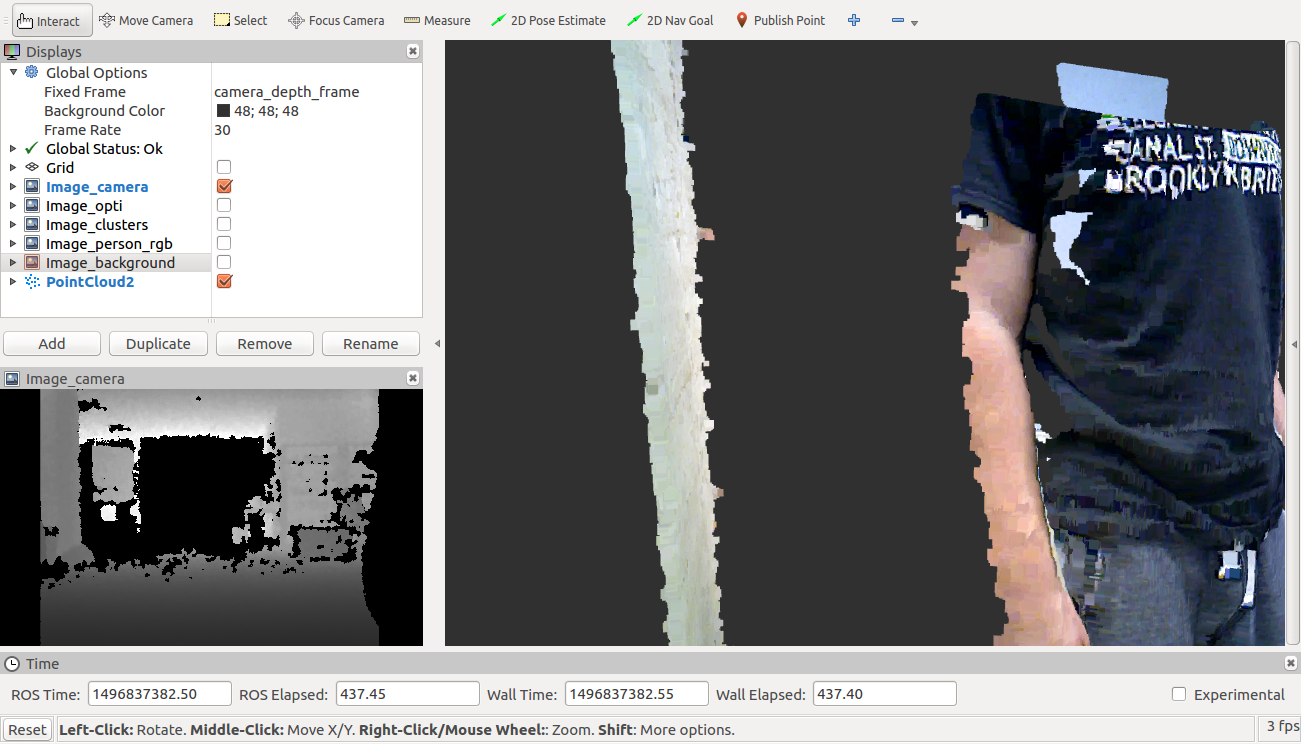 Interact Move Camera Select Focus Camera Measure 2D Pose Estimate 2D Nav Goal Publish Point
Displays
Global Options
Fixed Frame camera_depth_frame
Background Color 48; 48; 48
Frame Rate 30
Global Status: Ok
Grid
Image_camera
Image_opti
Image_clusters
Image_person_rgb
Image_background
PointCloud2
Add Duplicate Remove Rename
Image_camera
ANAL ST.
BROOKLYN BRI
Time
ROS Time: 1496837382.50 ROS Elapsed: 437.45 Wall Time: 1496837382.55 Wall Elapsed: 437.40 Experimental
Reset Left-Click: Rotate. Middle-Click: Move X/Y. Right-Click/Mouse Wheel:: Zoom. Shift: More options. 3 fps